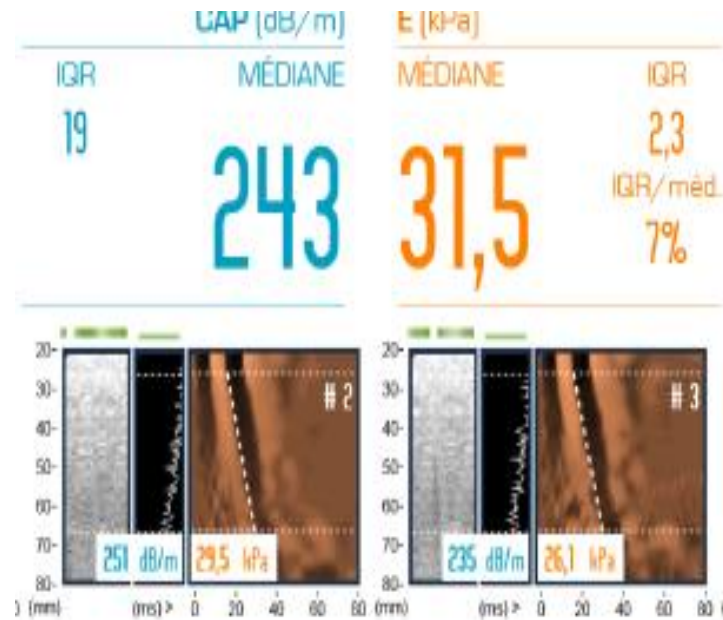 CAP (dB/m)
E (kPa)
IQR MÉDIANE
MÉDIANE IQR
19
243
31,5
2,3
IQR/méd.
7%
20- 20-
30- # 2 30- # 3
40- 40-
50- 50-
60- 60-
70- 70-
251 dB/m 29,5 kPa
235 dB/m 26,1 kPa
80- 80-
(mm) (ms) > 0 20 40 60 80 (mm) (ms) > 0 20 40 60 80